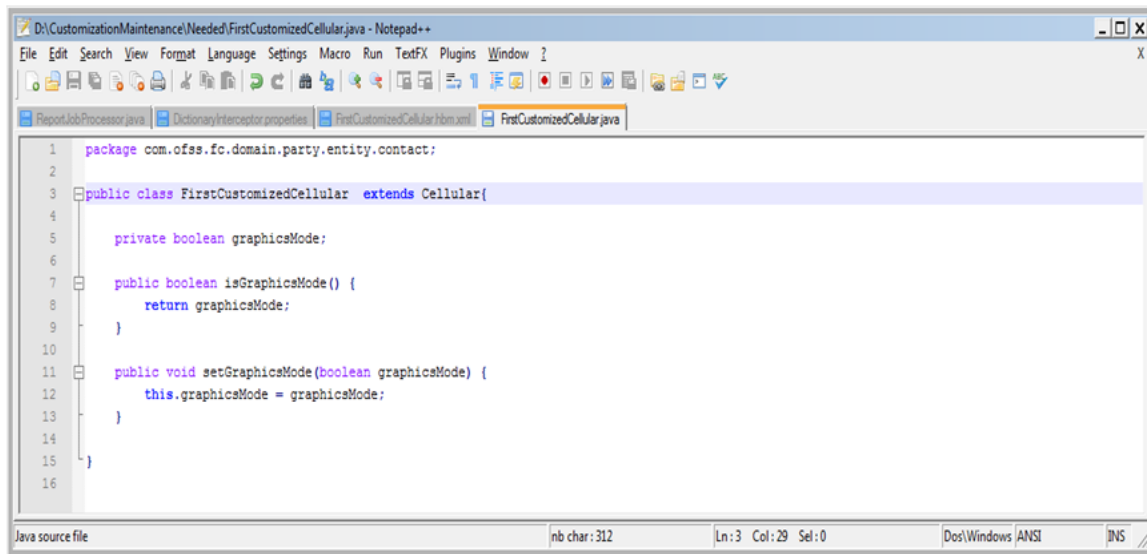 D:\CustomizationMaintenance\Needed\FirstCustomizedCellular.java - Notepad++
File Edit Search View Format Language Settings Macro Run TextFX Plugins Window ? X
ReportJobProcessor.java DictionaryInterceptor.properties FirstCustomizedCellular.hbm.xml FirstCustomizedCellular.java
1 package com.ofss.fc.domain.party.entity.contact;
2
3 public class FirstCustomizedCellular  extends Cellular{
4
5 private boolean graphicsMode;
6
7 public boolean isGraphicsMode() {
8 return graphicsMode;
9 }
10
11 public void setGraphicsMode(boolean graphicsMode) {
12 this.graphicsMode = graphicsMode;
13 }
14
15 }
16
Java source file nb char : 312 Ln : 3 Col : 29 Sel : 0 Dos\Windows ANSI INS